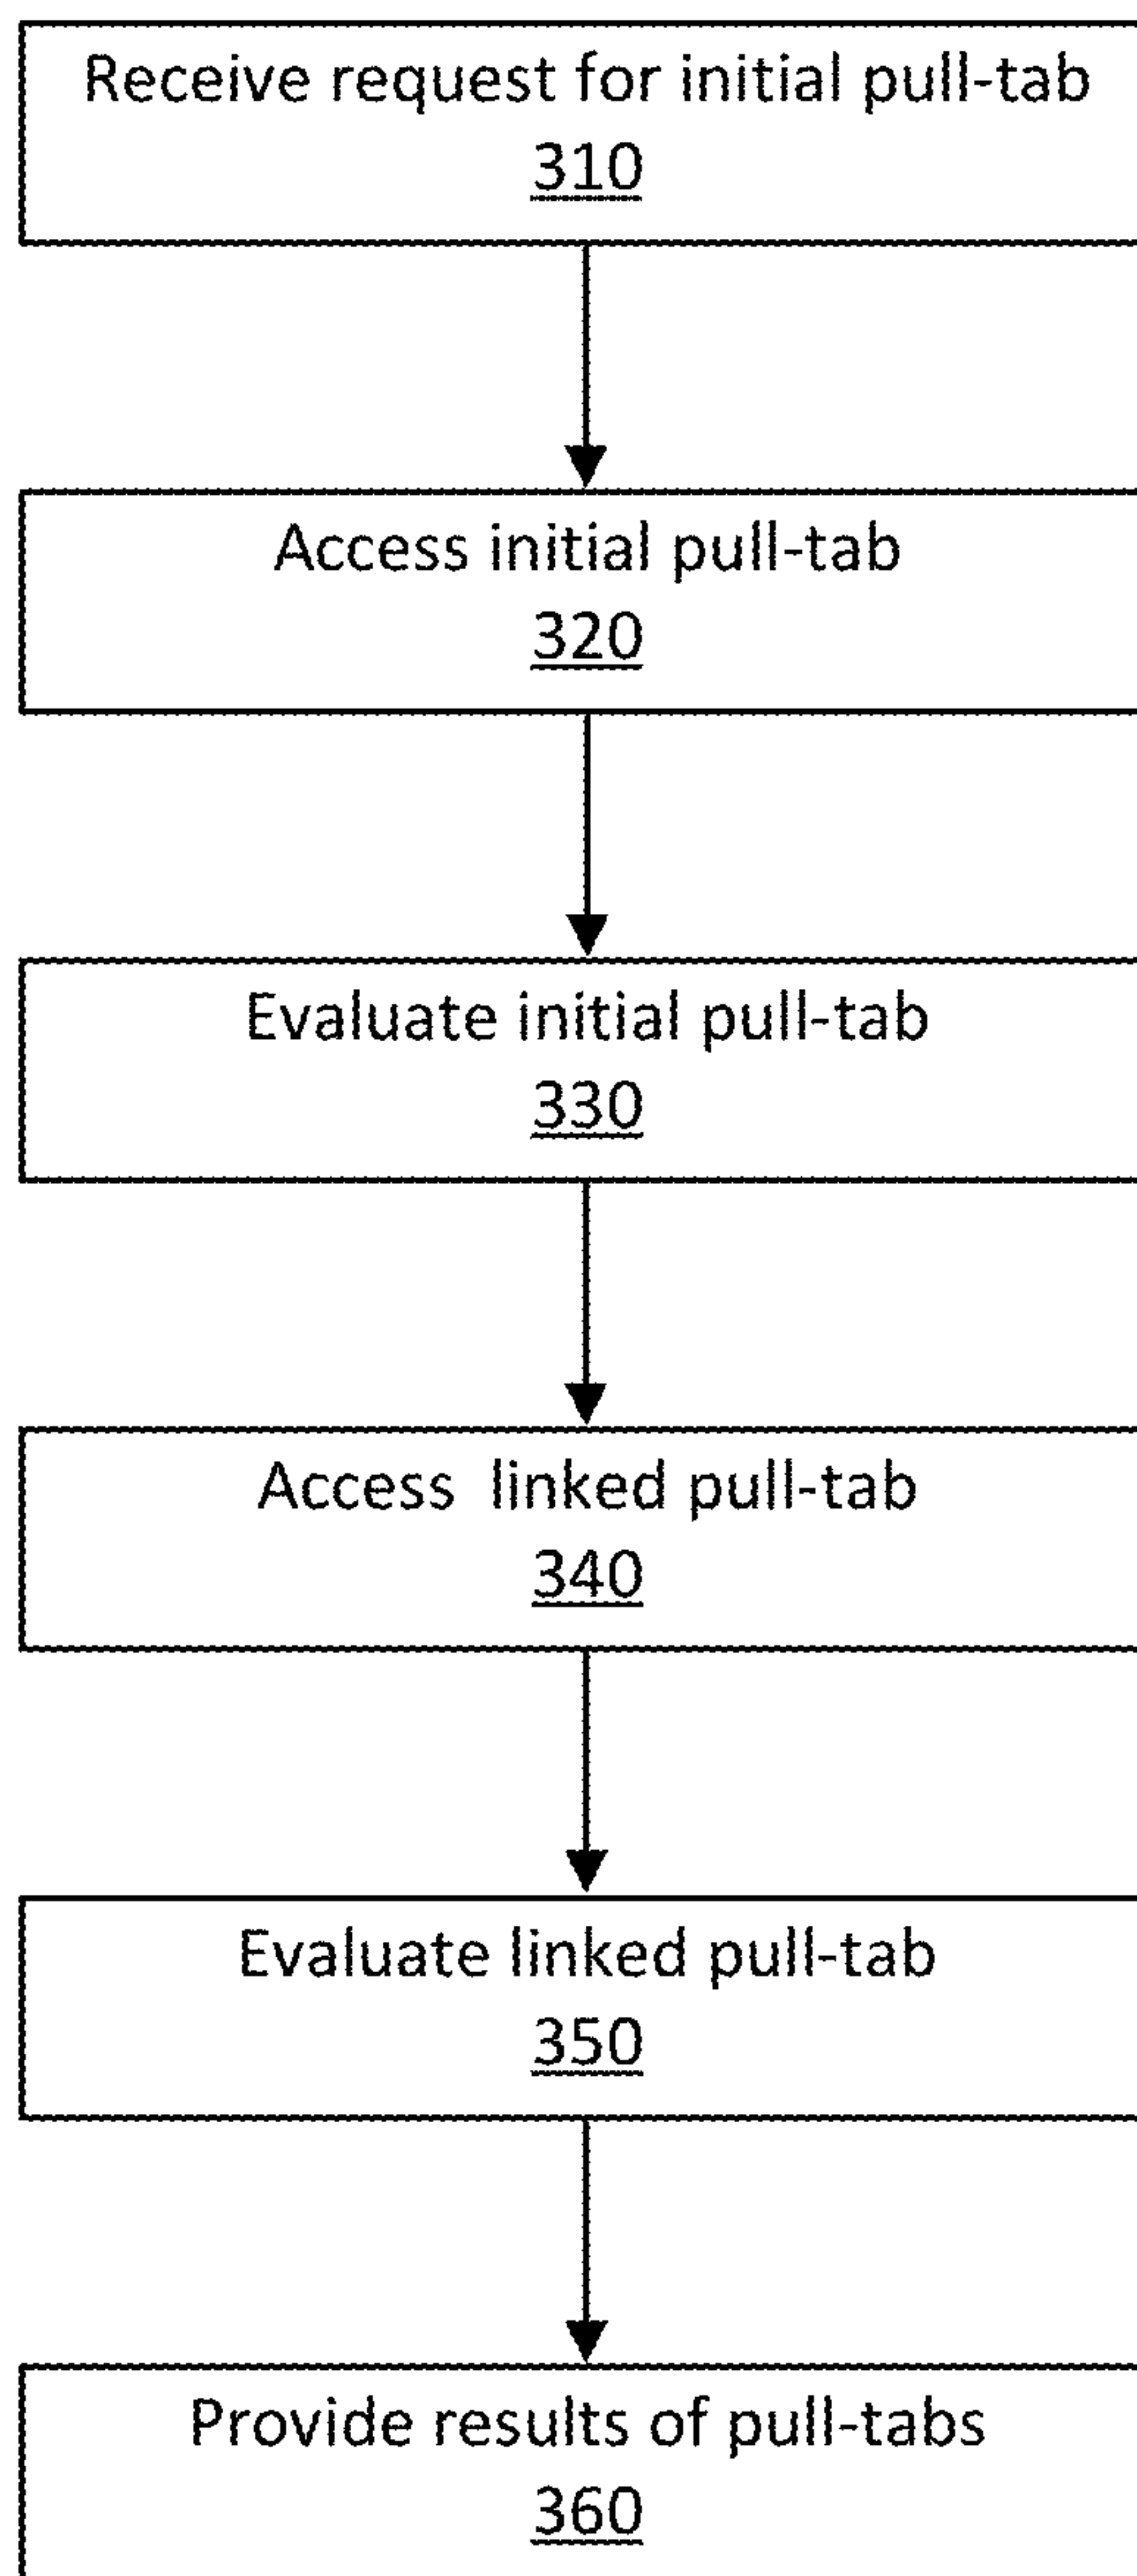 Receive request for initial pull-tab
310
Access initial pull-tab
320
Evaluate initial pull-tab
330
Access linked pull-tab
340
Evaluate linked pull-tab
350
Provide results of pull-tabs
360